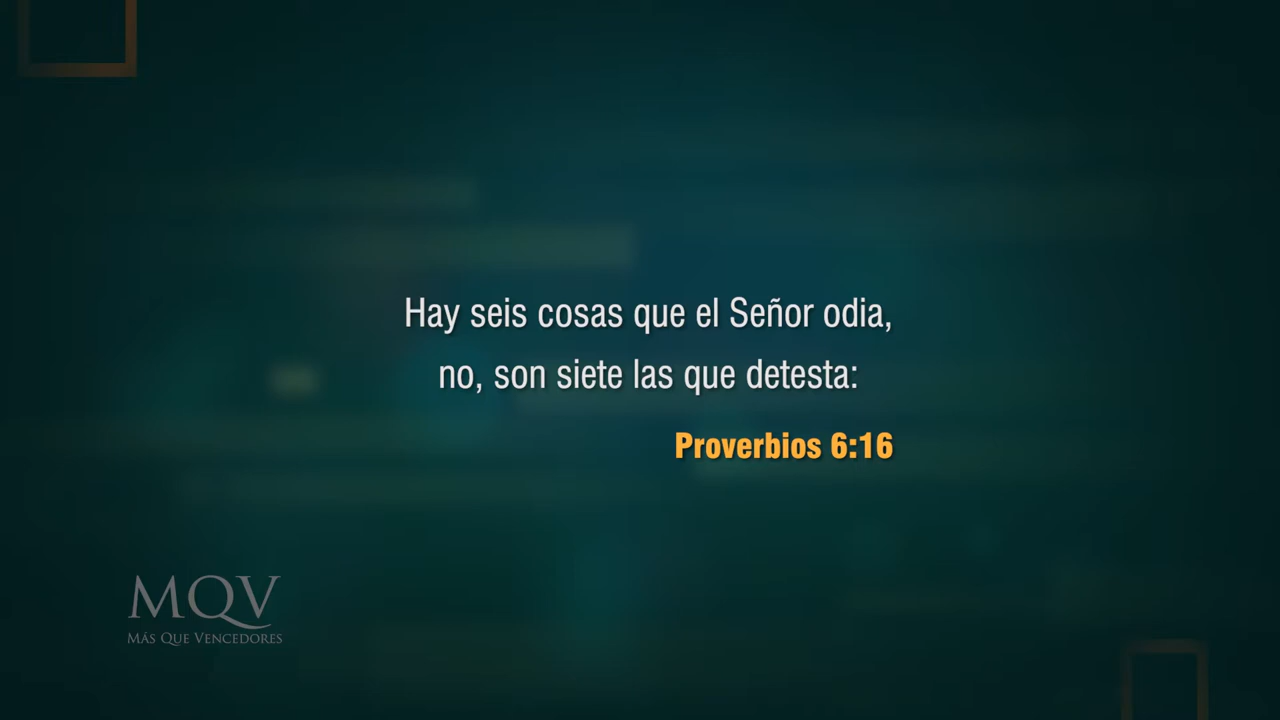 Hay seis cosas que el Señor odia,
no, son siete las que detesta:
Proverbios 6:16
MQV
MÁS QUE VENCEDORES